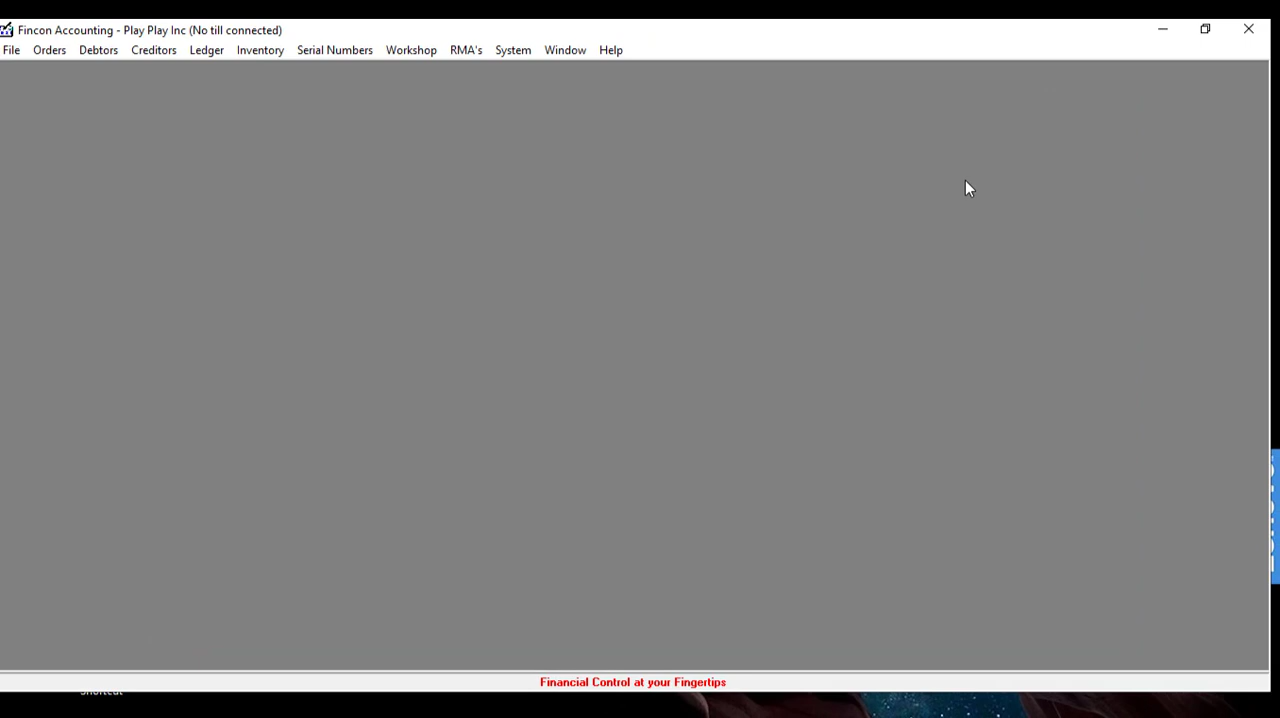 Fincon Accounting - Play Play Inc (No till connected)
File Orders Debtors Creditors Ledger Inventory Serial Numbers Workshop RMA's System Window Help
Financial Control at your Fingertips
Shortcut